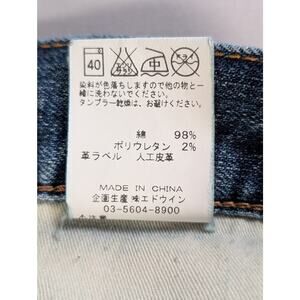 40
中
ドライ
染料が色落ちしますので他の物と一
緒に洗わないでください。
タンブラー乾燥は、お避けください。
綿 98%
ポリウレタン 2%
革ラベル 人工皮革
MADE IN CHINA
企画生産 ㈱エドウイン
03-5604-8900